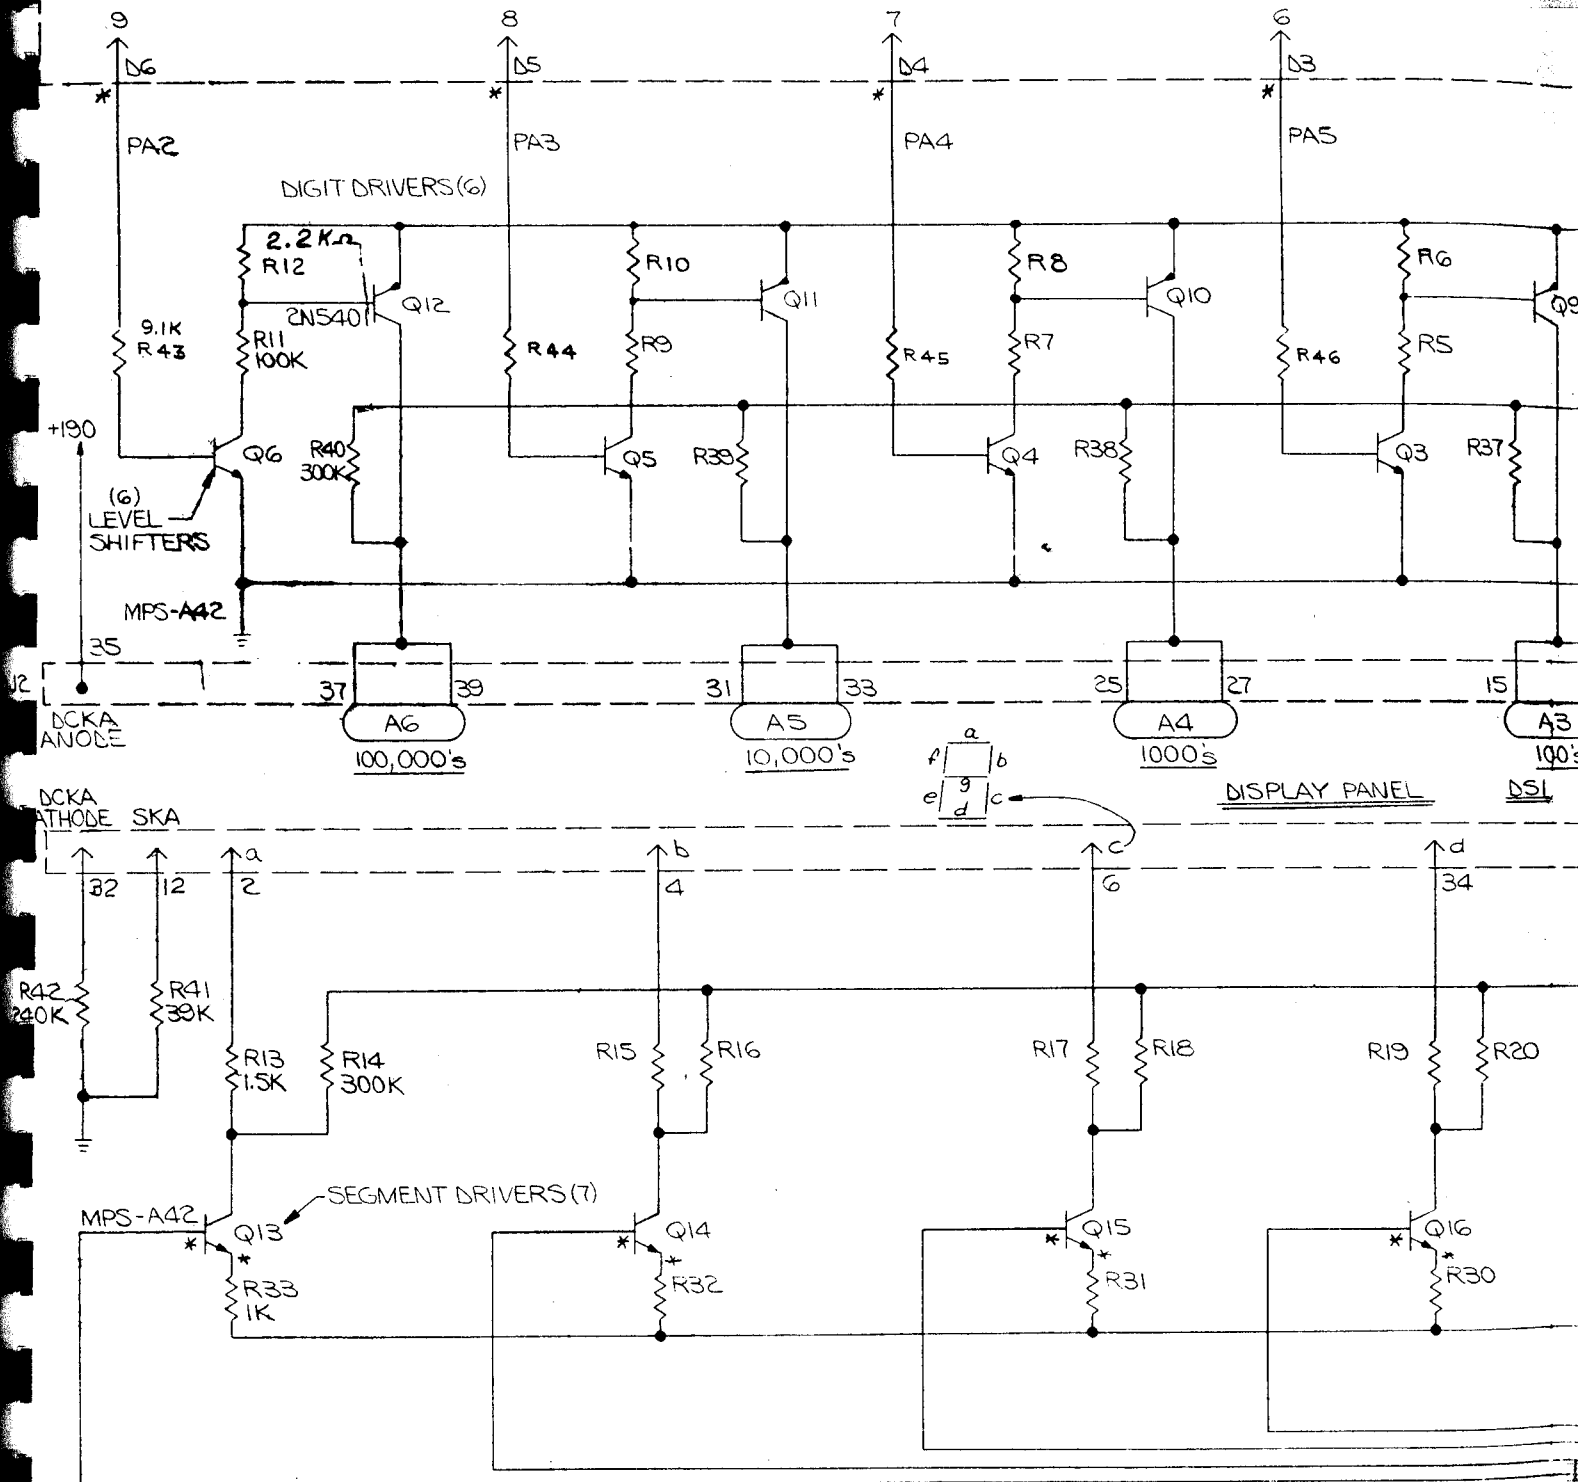 9 8 7 6
D6 D5 D4 D3
* * * *
PA2 PA3 PA4 PA5
DIGIT DRIVERS (6)
2.2KΩ
R12 R10 R8 R6
Q12 Q11 Q10 Q9
2N5401
9.1K
R43 R11 R44 R9 R45 R7 R46 R5
100K
+190
Q6 R40 Q5 R39 Q4 R38 Q3 R37
300K
(6)
LEVEL
SHIFTERS
MPS-A42
35
J2 37 39 31 33 25 27 15
DCKA A6 A5 A4 A3
ANODE
100,000's 10,000's 1000's 100's
a
f b
g
e c
d
DISPLAY PANEL DS1
DCKA
ATHODE SKA
a b c d
32 12 2 4 6 34
R42 R41
240K 39K
R13 R14 R15 R16 R17 R18 R19 R20
1.5K 300K
SEGMENT DRIVERS (7)
MPS-A42
Q13 Q14 Q15 Q16
* * * *
* * * *
R33 R32 R31 R30
1K